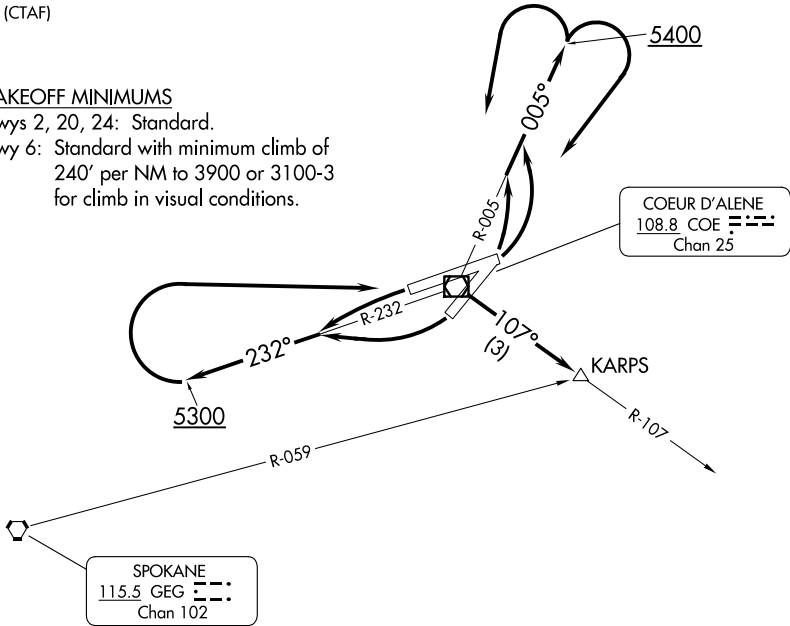 (CTAF)
5400
005°
AKEOFF MINIMUMS
wys 2, 20, 24: Standard.
wy 6: Standard with minimum climb of
240' per NM to 3900 or 3100-3
for climb in visual conditions.
R-005
COEUR D'ALENE
108.8 COE
Chan 25
R-232
232°
107°
(3)
KARPS
5300
R-107
R-059
SPOKANE
115.5 GEG
Chan 102